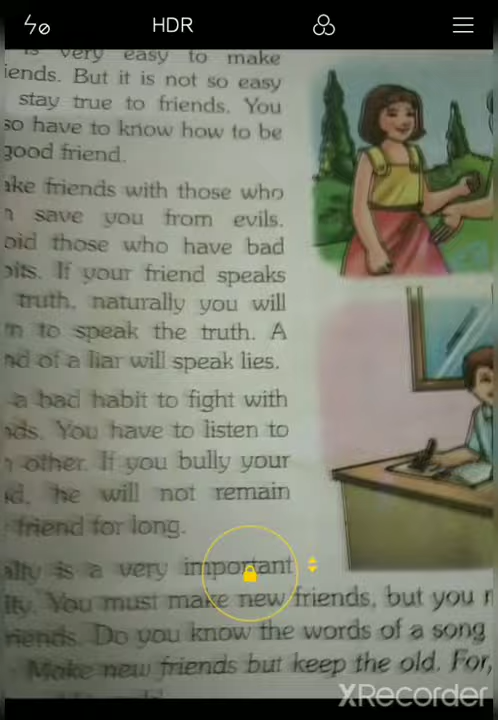 HDR
is very easy to make
iends. But it is not so easy
stay true to friends. You
so have to know how to be
good friend.
ake friends with those who
n save you from evils.
oid those who have bad
bits. If your friend speaks
truth, naturally you will
rn to speak the truth. A
nd of a liar will speak lies.
a bad habit to fight with
nds. You have to listen to
h other. If you bully your
nd, he will not remain
friend for long.
alty is a very important
ity. You must make new friends, but you n
riends. Do you know the words of a song
Make new friends but keep the old. For,
XRecorder